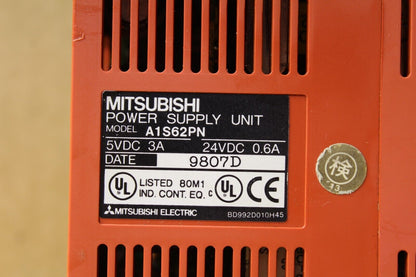 MITSUBISHI
POWER SUPPLY UNIT
MODEL A1S62PN
5VDC 3A 24VDC 0.6A
DATE 9807D
UL LISTED 80M1 C UL CE
IND. CONT. EQ.
MITSUBISHI ELECTRIC
BD992D010H45
検
13